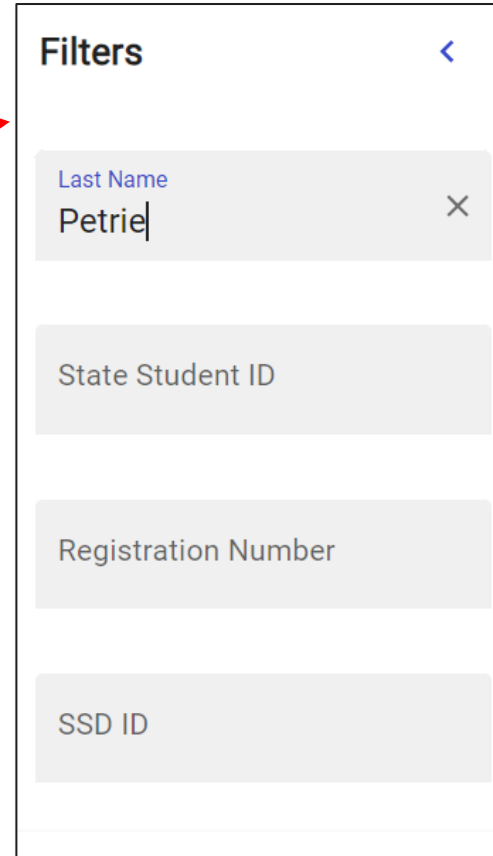 Filters
Last Name
Petrie
State Student ID
Registration Number
SSD ID